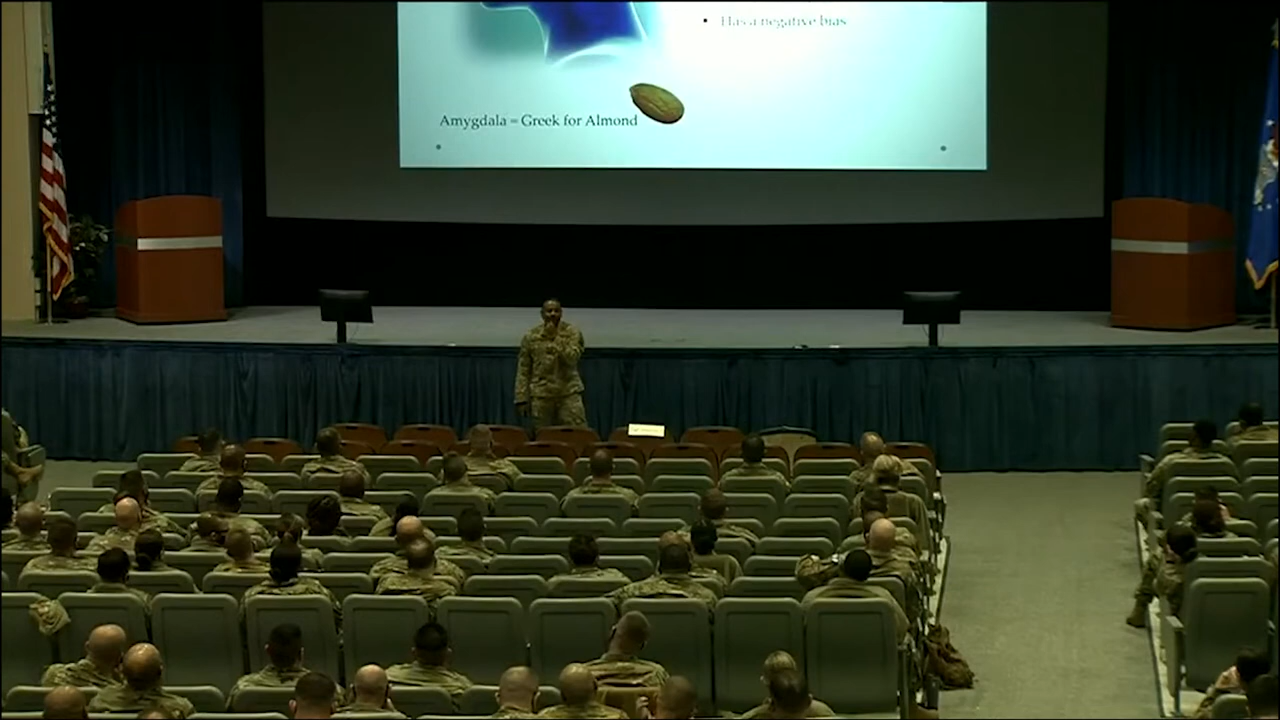 ▪ Has a negative bias
Amygdala = Greek for Almond